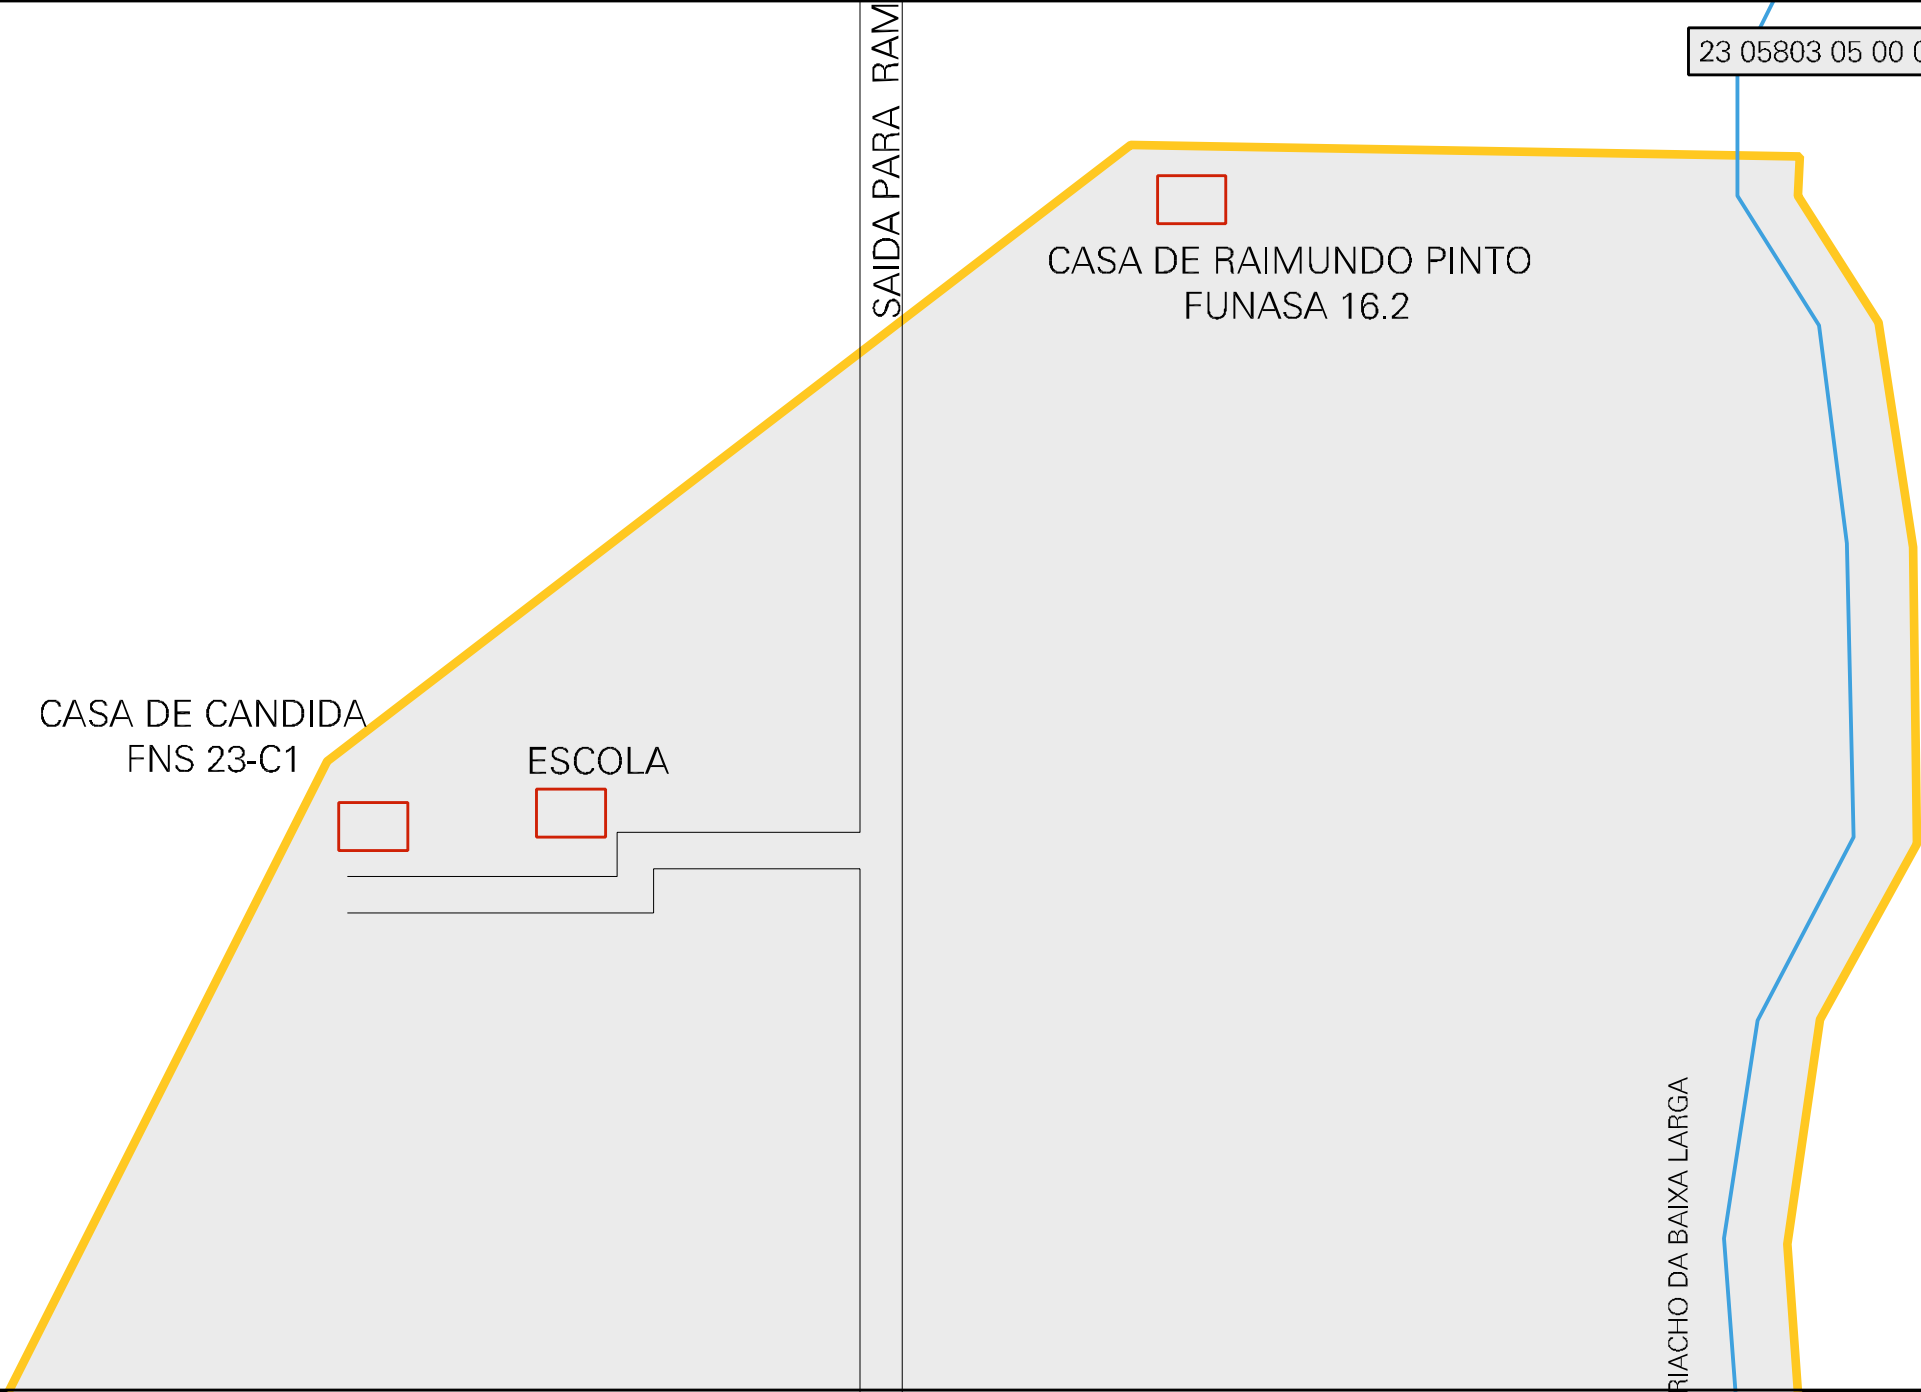 SAIDA PARA RAM
23 05803 05 00 0
CASA DE RAIMUNDO PINTO
FUNASA 16.2
CASA DE CANDIDA
FNS 23-C1
ESCOLA
RIACHO DA BAIXA LARGA